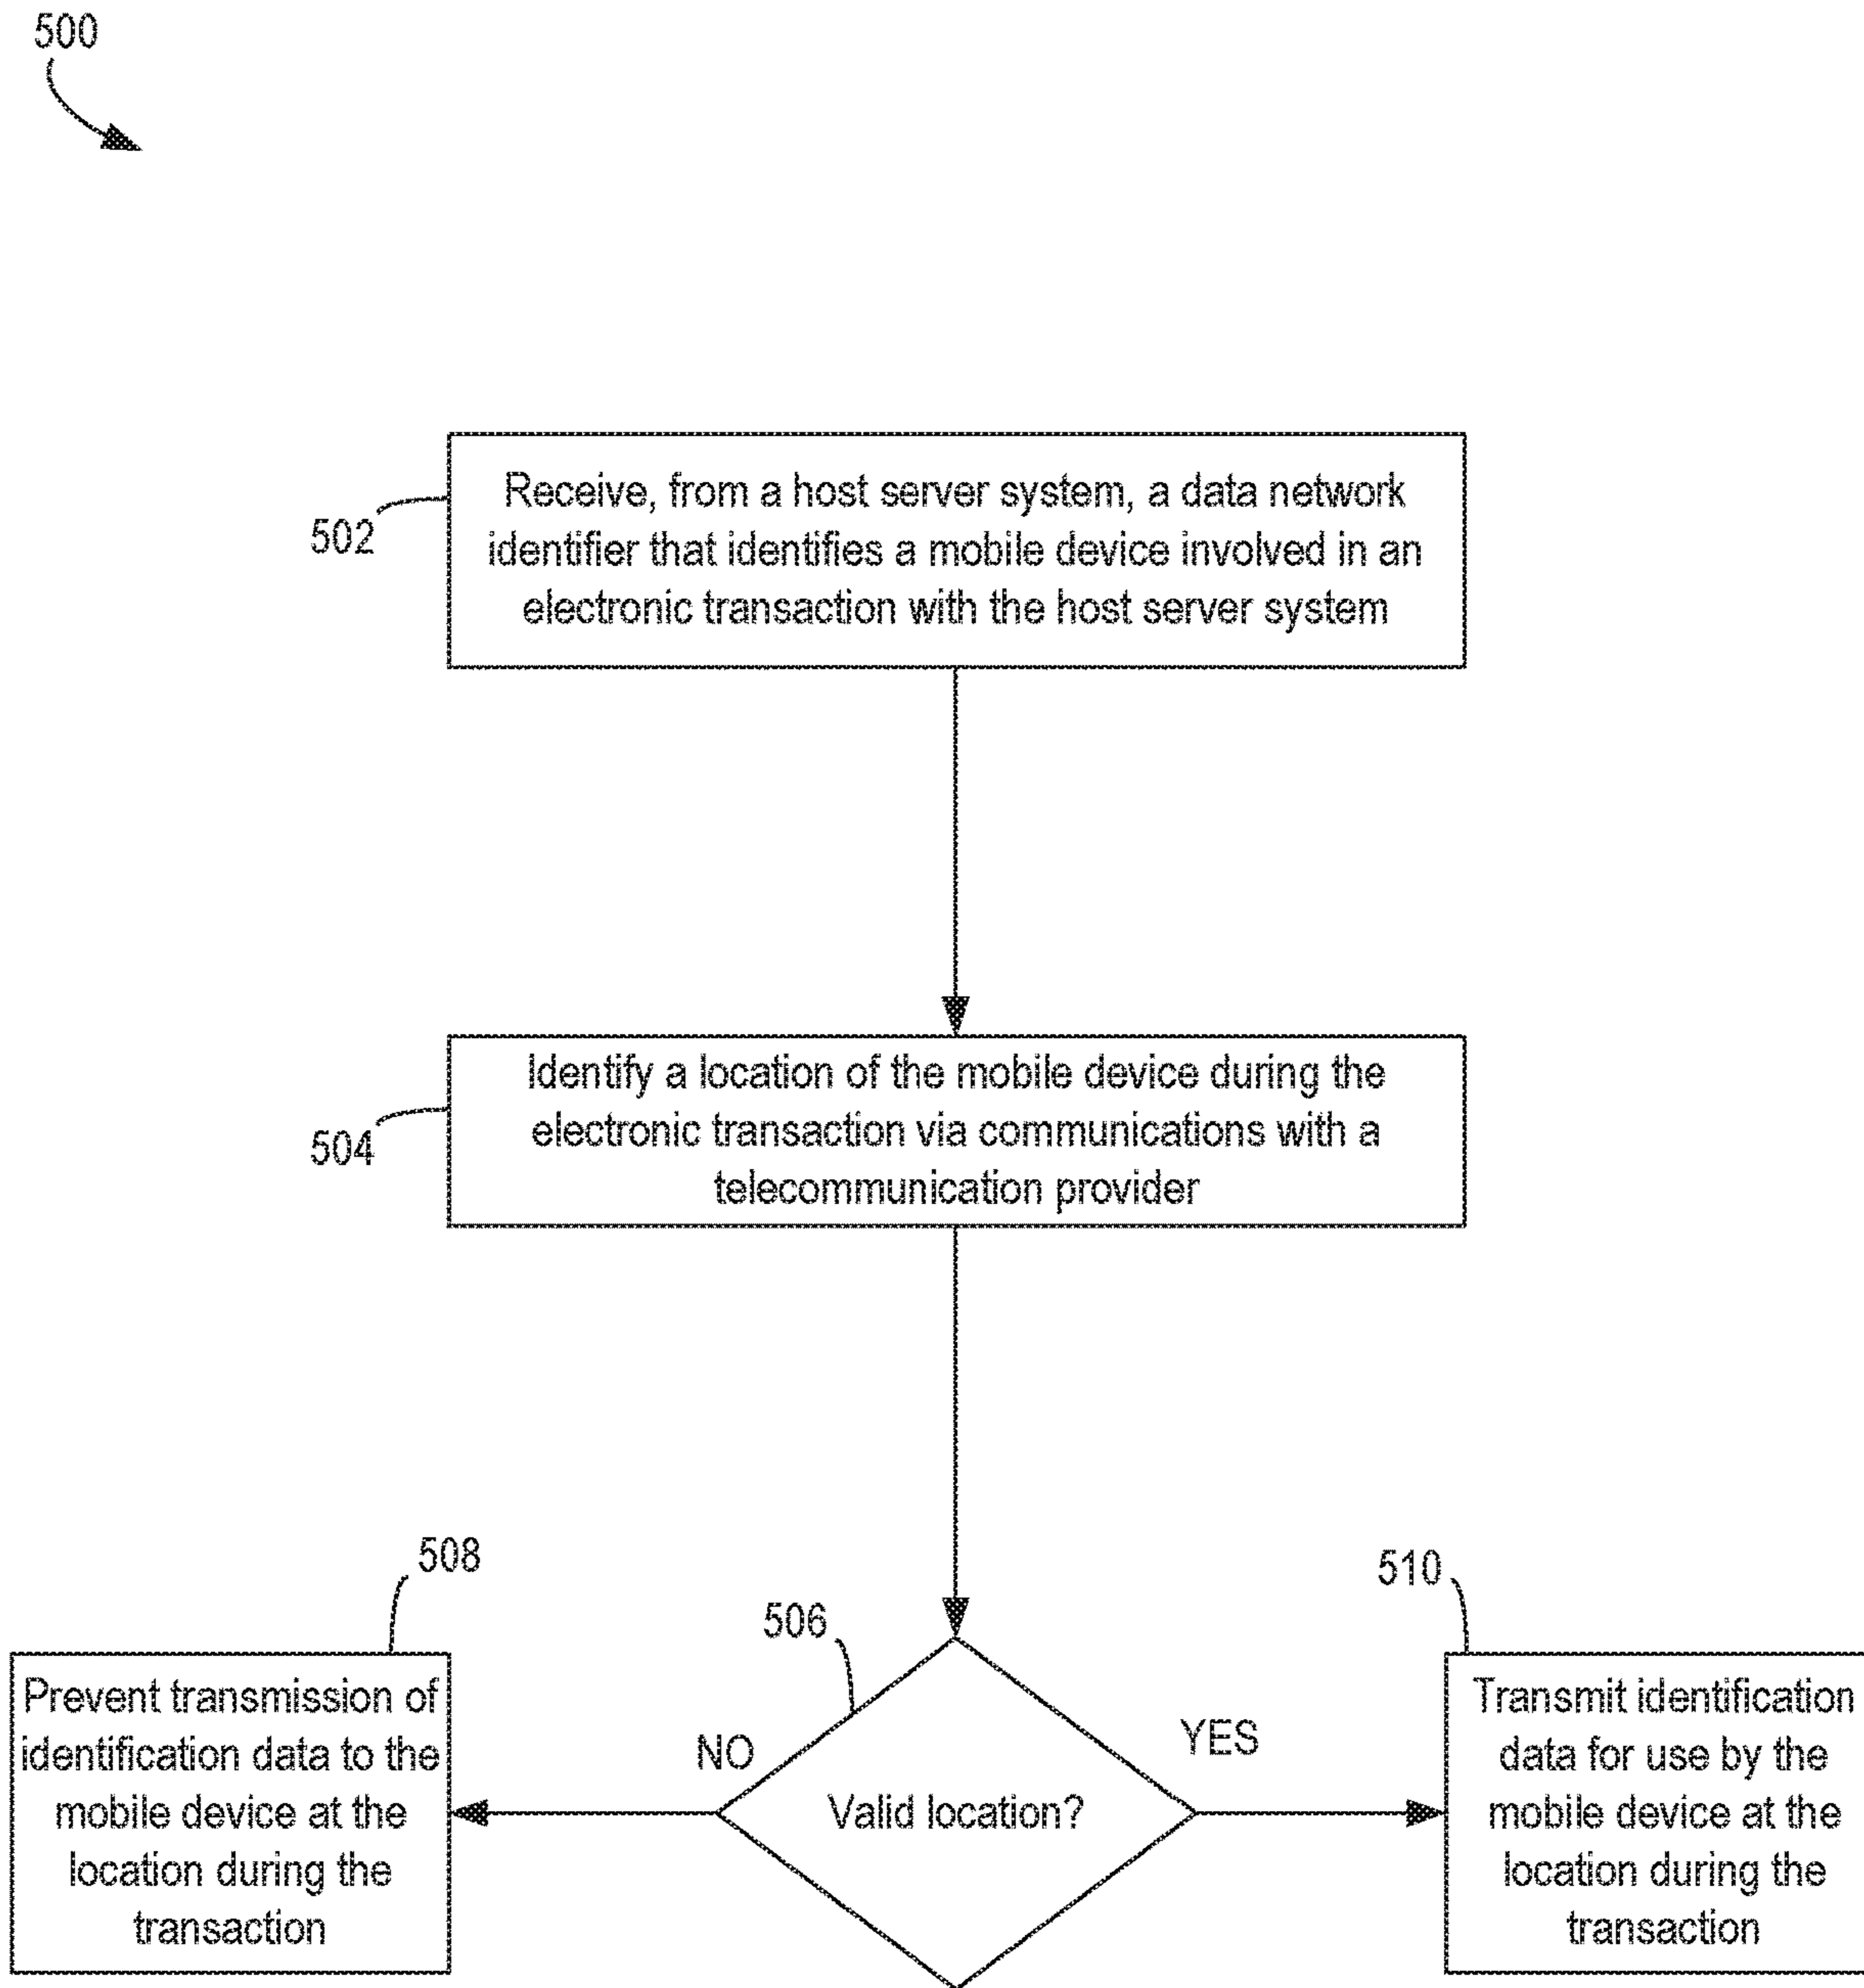 500
502
Receive, from a host server system, a data network
identifier that identifies a mobile device involved in an
electronic transaction with the host server system
504
Identify a location of the mobile device during the
electronic transaction via communications with a
telecommunication provider
506
Valid location?
NO
YES
508
Prevent transmission of
identification data to the
mobile device at the
location during the
transaction
510
Transmit identification
data for use by the
mobile device at the
location during the
transaction